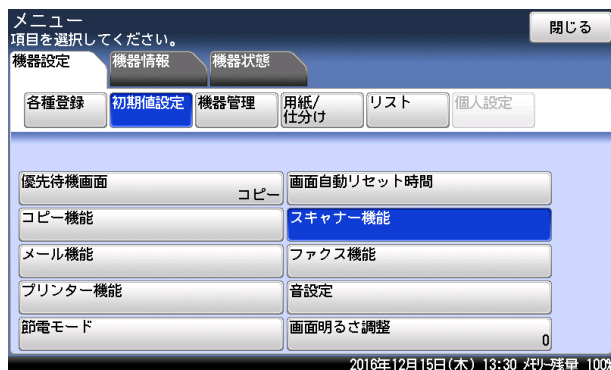 メニュー
項目を選択してください。
閉じる
機器設定 機器情報 機器状態
各種登録 初期値設定 機器管理 用紙/
仕分け リスト 個人設定
優先待機画面 コピー 画面自動リセット時間
コピー機能 スキャナー機能
メール機能 ファクス機能
プリンター機能 音設定
節電モード 画面明るさ調整 0
2016年12月15日(木) 13:30 メモリー残量 100%